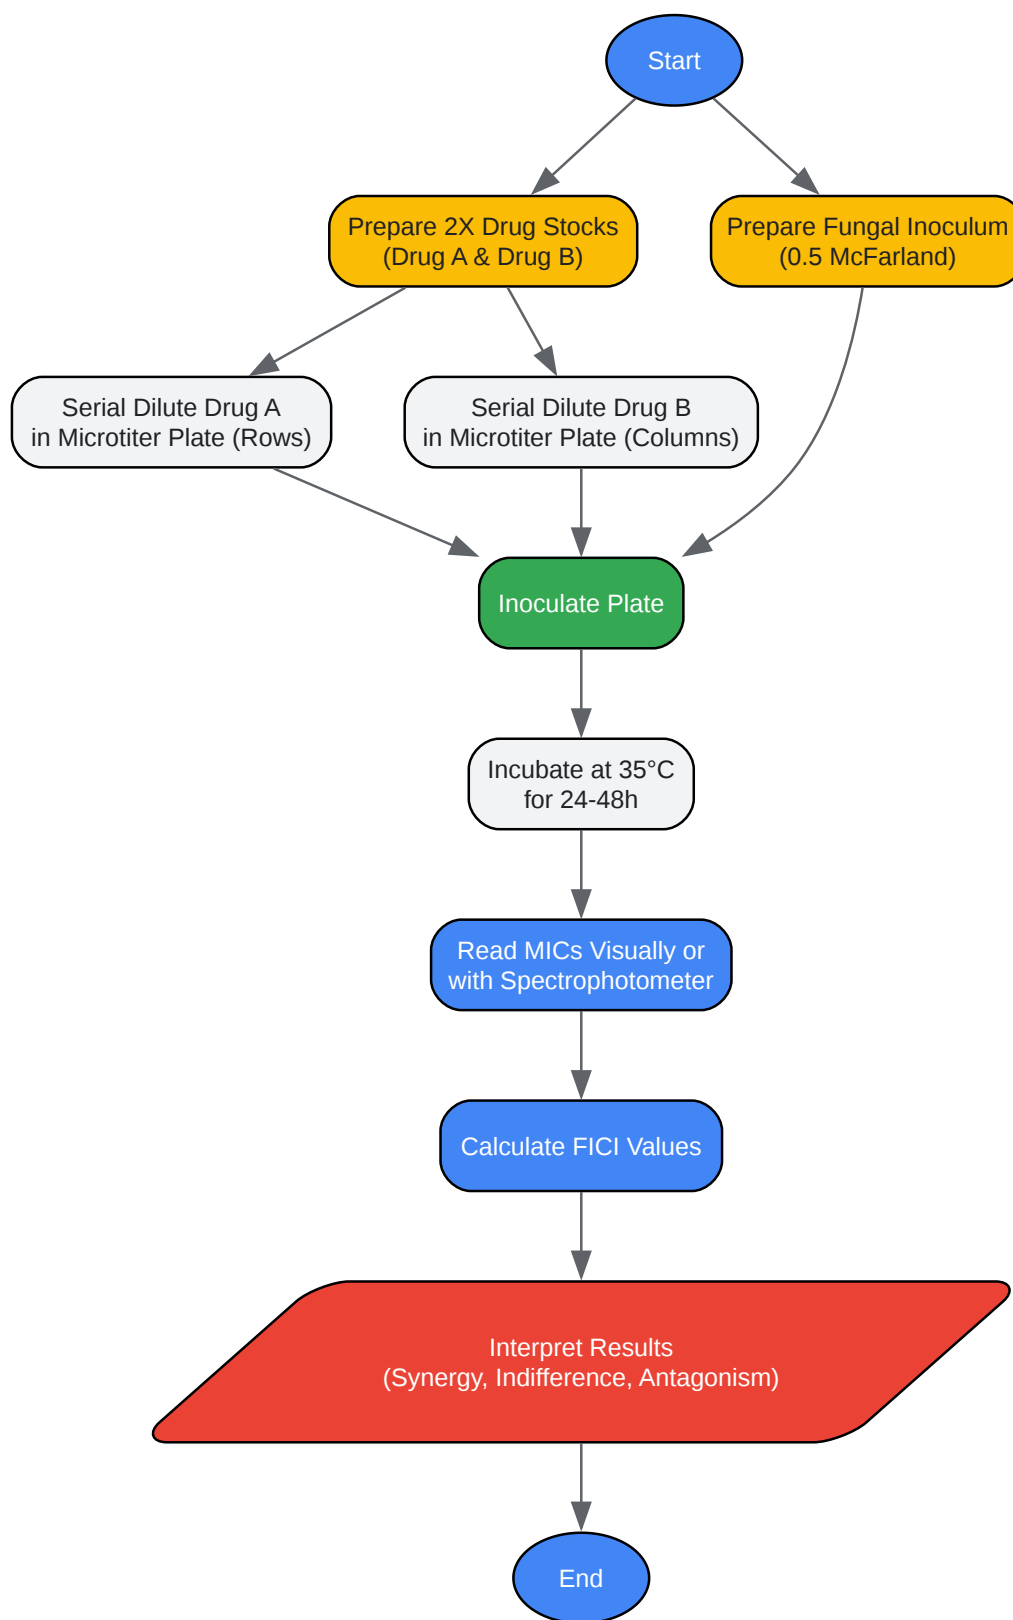 Start
Prepare 2X Drug Stocks
(Drug A & Drug B)
Prepare Fungal Inoculum
(0.5 McFarland)
Serial Dilute Drug A
in Microtiter Plate (Rows)
Serial Dilute Drug B
in Microtiter Plate (Columns)
Inoculate Plate
Incubate at 35°C
for 24-48h
Read MICs Visually or
with Spectrophotometer
Calculate FICI Values
Interpret Results
(Synergy, Indifference, Antagonism)
End